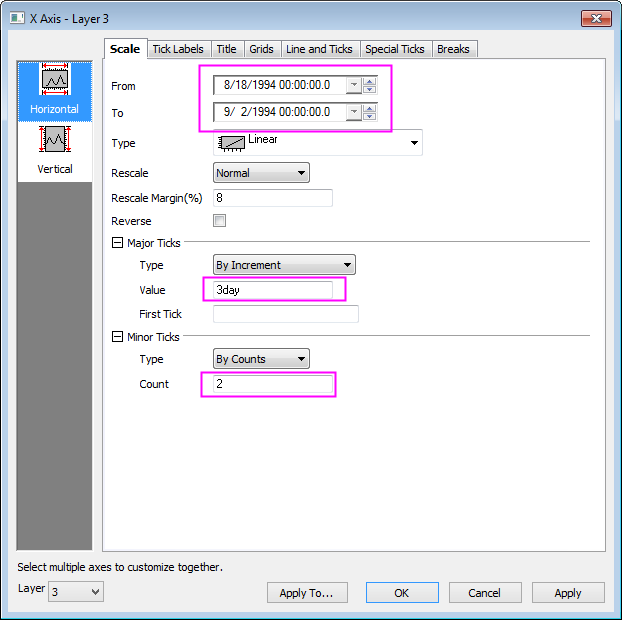 X Axis - Layer 3
Scale Tick Labels Title Grids Line and Ticks Special Ticks Breaks
Horizontal
Vertical
From 8/18/1994 00:00:00.0
To 9/ 2/1994 00:00:00.0
Type Linear
Rescale Normal
Rescale Margin(%) 8
Reverse
Major Ticks
Type By Increment
Value 3day
First Tick
Minor Ticks
Type By Counts
Count 2
Select multiple axes to customize together.
Layer 3 Apply To... OK Cancel Apply